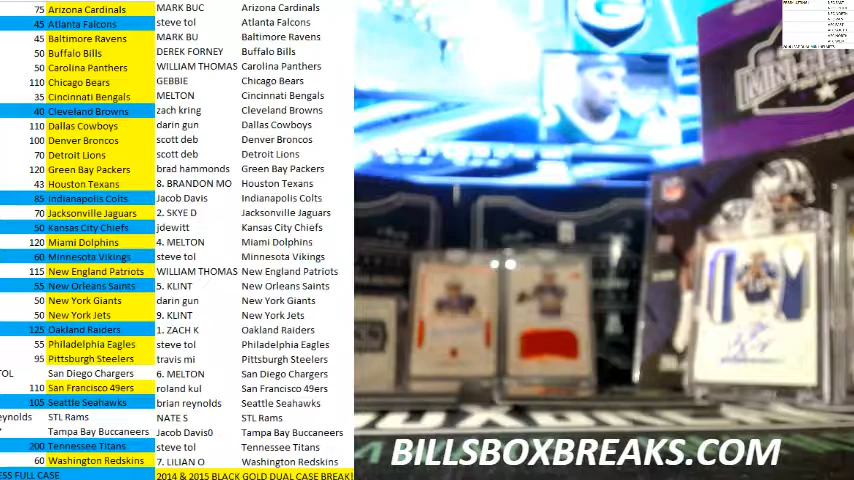 75 Arizona Cardinals MARK BUC Arizona Cardinals
45 Atlanta Falcons steve tol Atlanta Falcons
45 Baltimore Ravens MARK BU Baltimore Ravens
50 Buffalo Bills DEREK FORNEY Buffalo Bills
50 Carolina Panthers WILLIAM THOMAS Carolina Panthers
110 Chicago Bears GEBBIE Chicago Bears
35 Cincinnati Bengals MELTON Cincinnati Bengals
40 Cleveland Browns zach kring Cleveland Browns
110 Dallas Cowboys darin gun Dallas Cowboys
100 Denver Broncos scott deb Denver Broncos
70 Detroit Lions scott deb Detroit Lions
120 Green Bay Packers brad hammonds Green Bay Packers
43 Houston Texans 8. BRANDON MO Houston Texans
85 Indianapolis Colts Jacob Davis Indianapolis Colts
70 Jacksonville Jaguars 2. SKYE D Jacksonville Jaguars
50 Kansas City Chiefs jdewitt Kansas City Chiefs
120 Miami Dolphins 4. MELTON Miami Dolphins
60 Minnesota Vikings steve tol Minnesota Vikings
115 New England Patriots WILLIAM THOMAS New England Patriots
55 New Orleans Saints 5. KLINT New Orleans Saints
50 New York Giants darin gun New York Giants
50 New York Jets 9. KLINT New York Jets
125 Oakland Raiders 1. ZACH K Oakland Raiders
55 Philadelphia Eagles steve tol Philadelphia Eagles
95 Pittsburgh Steelers travis mi Pittsburgh Steelers
TOL San Diego Chargers 6. MELTON San Diego Chargers
110 San Francisco 49ers roland kul San Francisco 49ers
105 Seattle Seahawks brian reynolds Seattle Seahawks
eynolds STL Rams NATE S STL Rams
Tampa Bay Buccaneers Jacob Davis0 Tampa Bay Buccaneers
200 Tennessee Titans steve tol Tennessee Titans
60 Washington Redskins 7. LILIAN O Washington Redskins
ESS FULL CASE 2014 & 2015 BLACK GOLD DUAL CASE BREAK
BILLSBOXBREAKS.COM